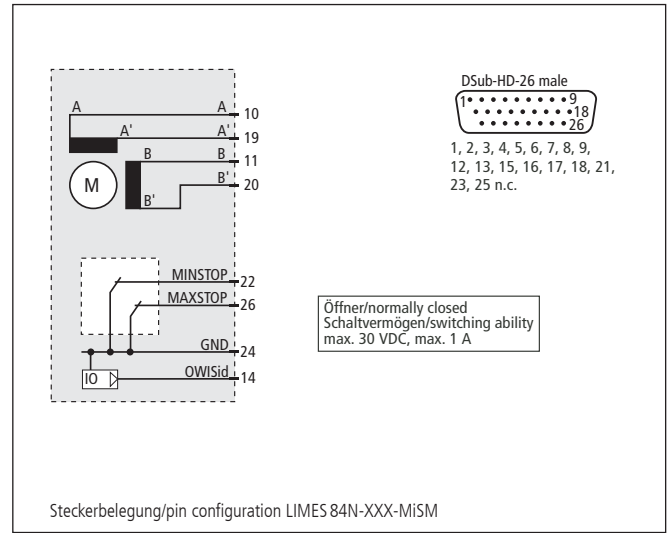 A A 10
A' A' 19
B B 11
B' B' 20
M
MINSTOP 22
MAXSTOP 26
GND 24
IO OWISid 14
DSub-HD-26 male
1 9
18
26
1, 2, 3, 4, 5, 6, 7, 8, 9,
12, 13, 15, 16, 17, 18, 21,
23, 25 n.c.
Öffner/normally closed
Schaltvermögen/switching ability
max. 30 VDC, max. 1 A
Steckerbelegung/pin configuration LIMES 84N-XXX-MiSM